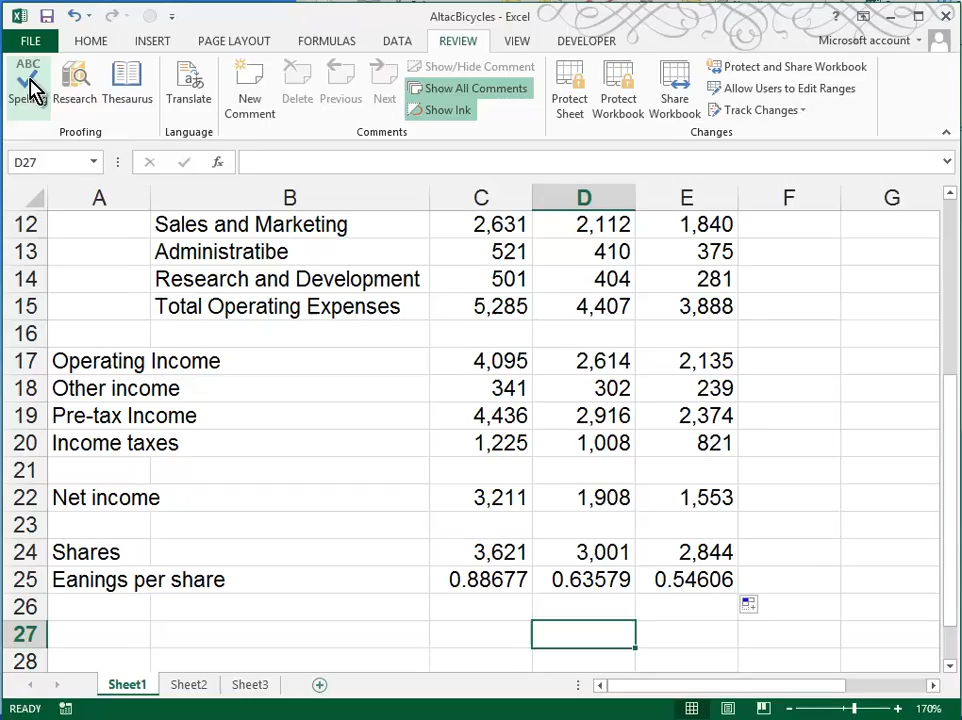 AltacBicycles - Excel
FILE HOME INSERT PAGE LAYOUT FORMULAS DATA REVIEW VIEW DEVELOPER Microsoft account
ABC
Research Thesaurus
Translate
New Comment
Delete Previous Next
Show/Hide Comment
Show All Comments
Show Ink
Protect Sheet
Protect Workbook
Share Workbook
Protect and Share Workbook
Allow Users to Edit Ranges
Track Changes
Proofing Language Comments Changes
D27 fx
A B C D E F G
12 Sales and Marketing 2,631 2,112 1,840
13 Administratibe 521 410 375
14 Research and Development 501 404 281
15 Total Operating Expenses 5,285 4,407 3,888
16
17 Operating Income 4,095 2,614 2,135
18 Other income 341 302 239
19 Pre-tax Income 4,436 2,916 2,374
20 Income taxes 1,225 1,008 821
21
22 Net income 3,211 1,908 1,553
23
24 Shares 3,621 3,001 2,844
25 Eanings per share 0.88677 0.63579 0.54606
26
27
28
Sheet1 Sheet2 Sheet3
READY 170%